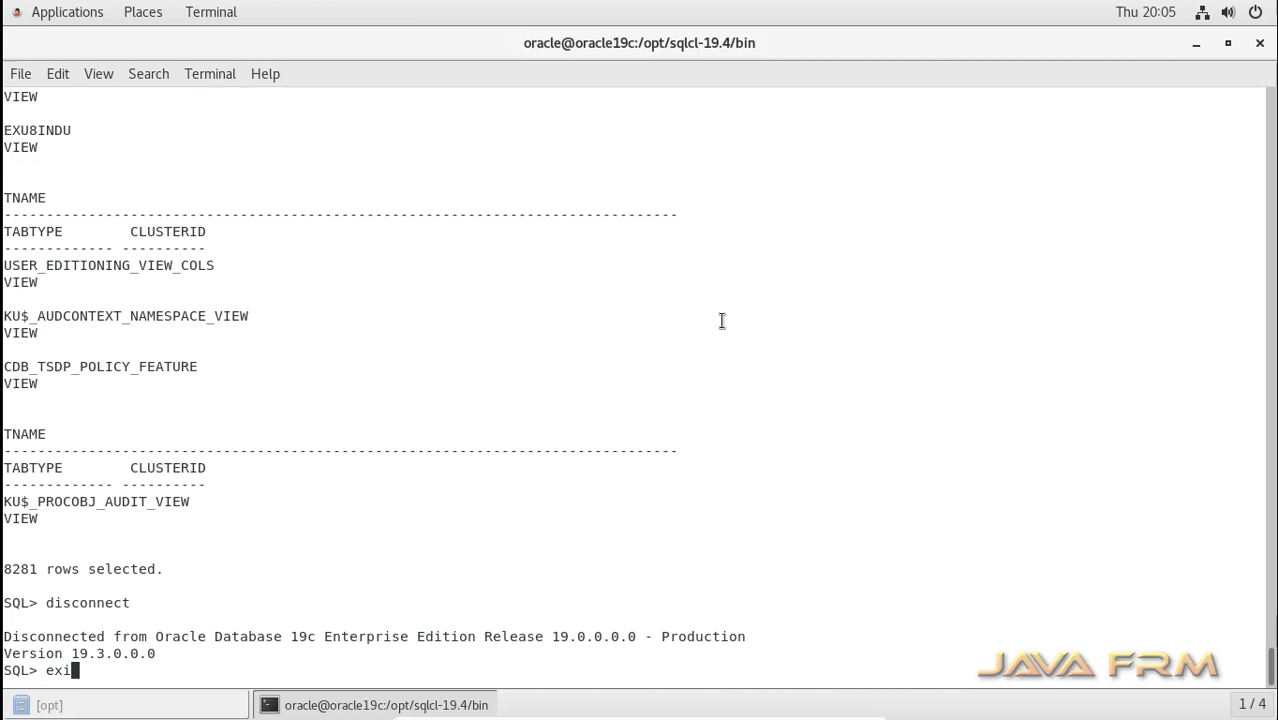 Applications Places Terminal Thu 20:05
oracle@oracle19c:/opt/sqlcl-19.4/bin
File Edit View Search Terminal Help
VIEW
EXU8INDU
VIEW
TNAME
--------------------------------------------------------------------------------
TABTYPE        CLUSTERID
------------- ----------
USER_EDITIONING_VIEW_COLS
VIEW
KU$_AUDCONTEXT_NAMESPACE_VIEW
VIEW
CDB_TSDP_POLICY_FEATURE
VIEW
TNAME
--------------------------------------------------------------------------------
TABTYPE        CLUSTERID
------------- ----------
KU$_PROCOBJ_AUDIT_VIEW
VIEW
8281 rows selected.
SQL> disconnect
Disconnected from Oracle Database 19c Enterprise Edition Release 19.0.0.0.0 - Production
Version 19.3.0.0.0
SQL> exi
JAVA FRM
[opt] oracle@oracle19c:/opt/sqlcl-19.4/bin 1 / 4